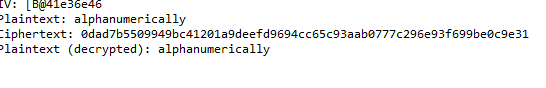 IV: [B@41e36e46
Plaintext: alphanumerically
Ciphertext: 0dad7b5509949bc41201a9deefd9694cc65c93aab0777c296e93f699be0c9e31
Plaintext (decrypted): alphanumerically